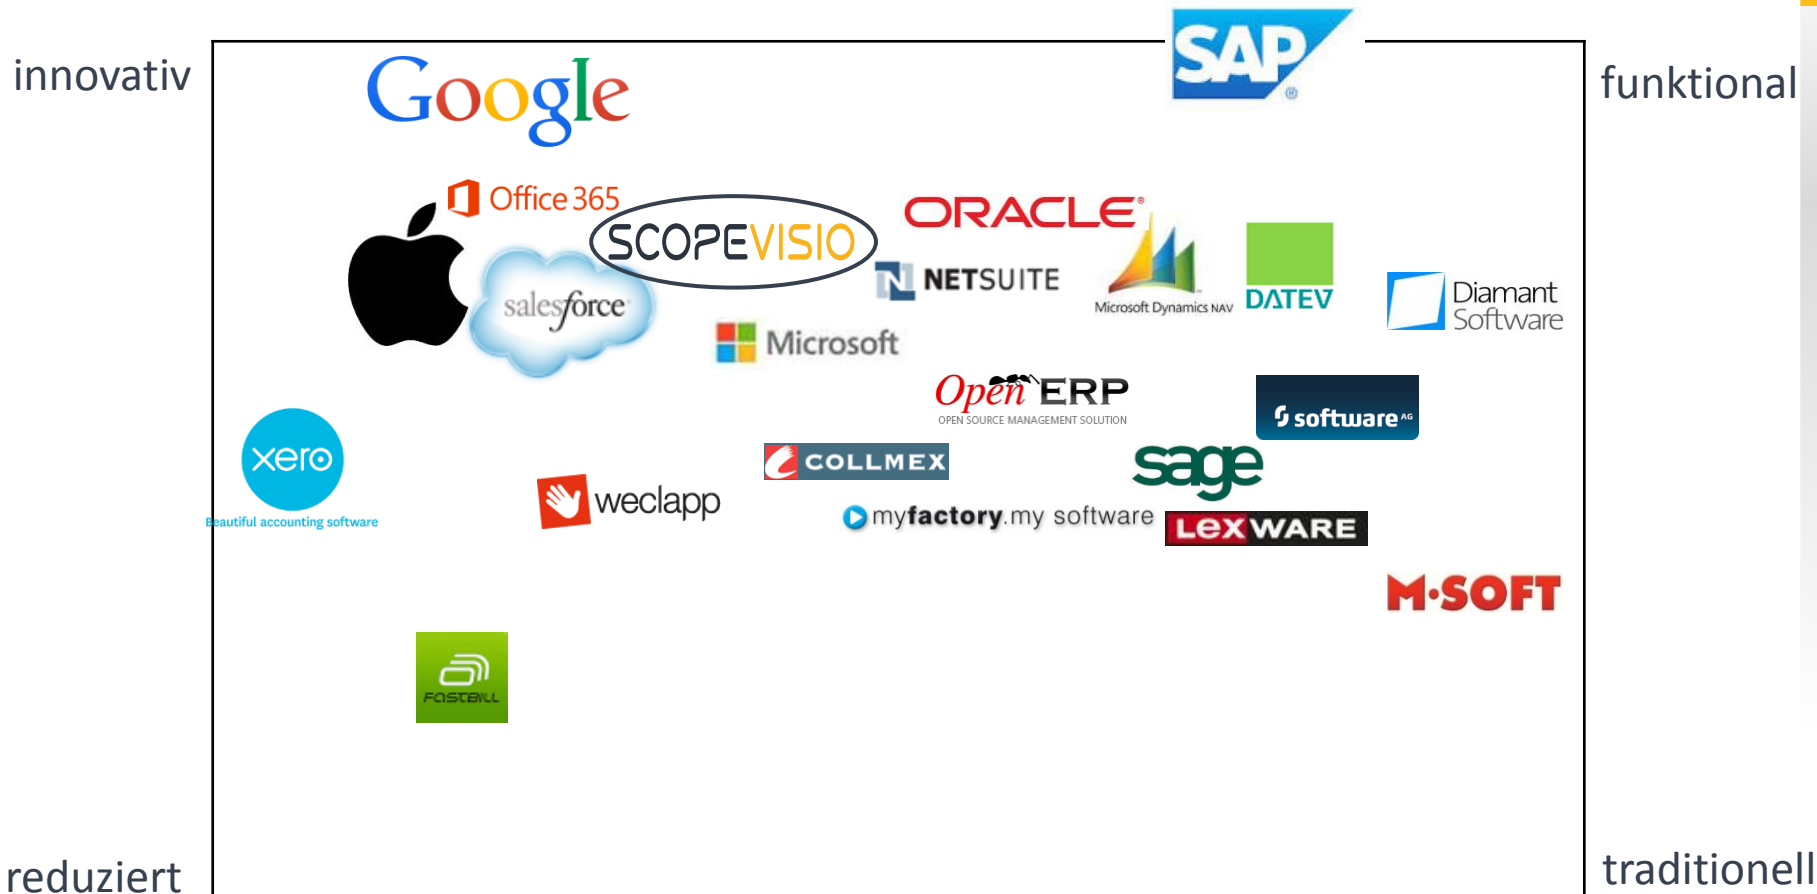 innovativ
funktional
Google
SAP
®
Office 365
SCOPEVISIO
ORACLE®
salesforce
NETSUITE
Microsoft Dynamics NAV
DATEV
Diamant
Software
Microsoft
Open ERP
OPEN SOURCE MANAGEMENT SOLUTION
software AG
xero
Beautiful accounting software
COLLMEX
sage
weclapp
myfactory.my software
LEXWARE
M·SOFT
FASTBILL
reduziert
traditionell